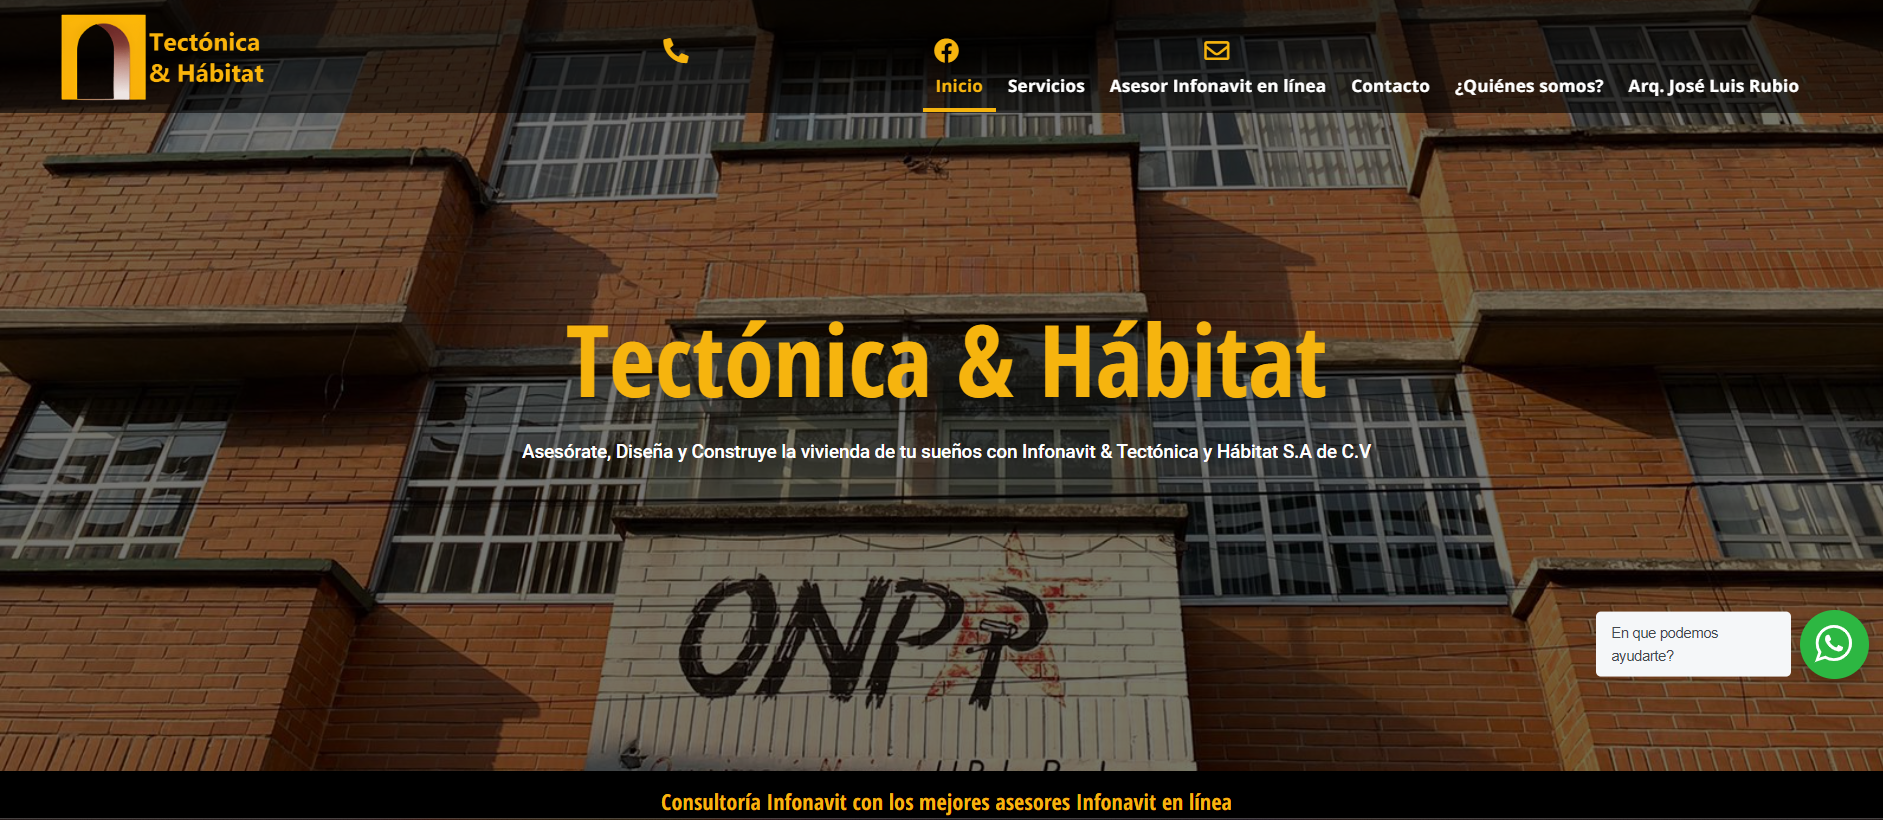 Tectónica
& Hábitat
Inicio
Servicios
Asesor Infonavit en línea
Contacto
¿Quiénes somos?
Arq. José Luis Rubio
Tectónica & Hábitat
Asesórate, Diseña y Construye la vivienda de tu sueños con Infonavit & Tectónica y Hábitat S.A de C.V
ONPP
En que podemos
ayudarte?
Consultoría Infonavit con los mejores asesores Infonavit en línea